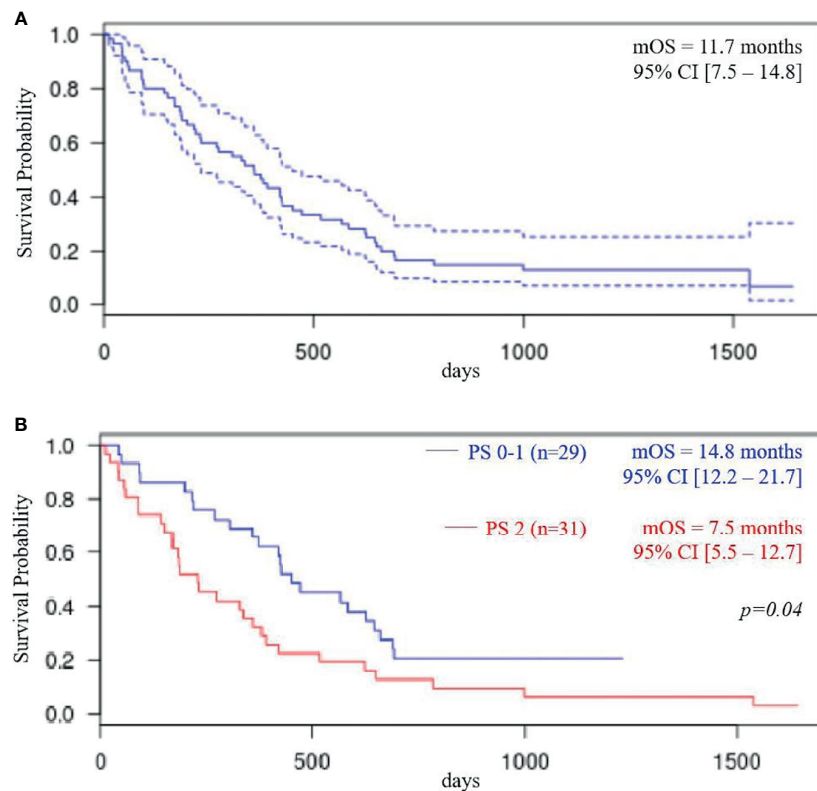 A
mOS = 11.7 months
95% CI [7.5 – 14.8]
Survival Probability
1.0
0.8
0.6
0.4
0.2
0.0
0 500 1000 1500
days
B
PS 0-1 (n=29) mOS = 14.8 months
95% CI [12.2 – 21.7]
PS 2 (n=31) mOS = 7.5 months
95% CI [5.5 – 12.7]
p=0.04
Survival Probability
1.0
0.8
0.6
0.4
0.2
0.0
0 500 1000 1500
days